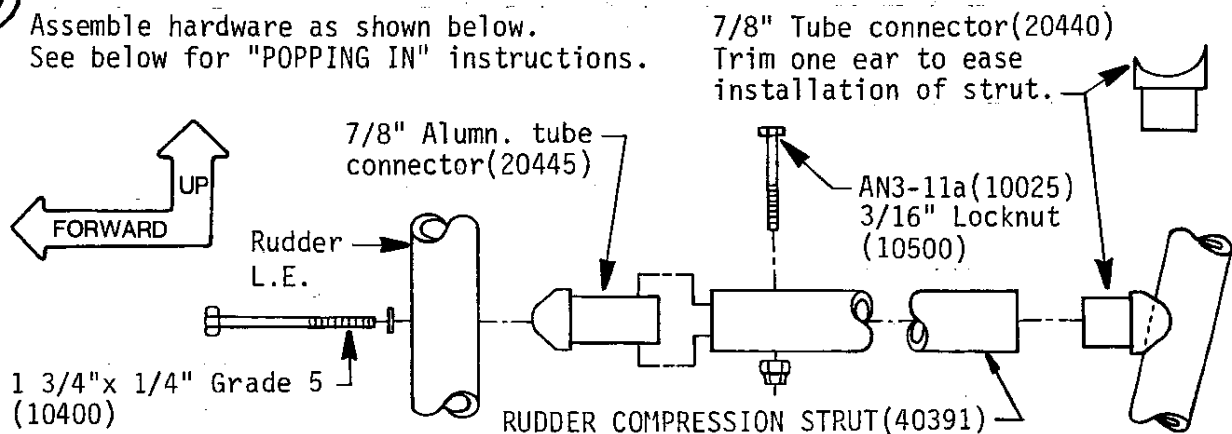 Assemble hardware as shown below.
See below for "POPPING IN" instructions.
7/8" Tube connector(20440)
Trim one ear to ease
installation of strut.
7/8" Alumn. tube
connector(20445)
UP
FORWARD
AN3-11a(10025)
3/16" Locknut
(10500)
Rudder
L.E.
1 3/4"x 1/4" Grade 5
(10400)
RUDDER COMPRESSION STRUT(40391)